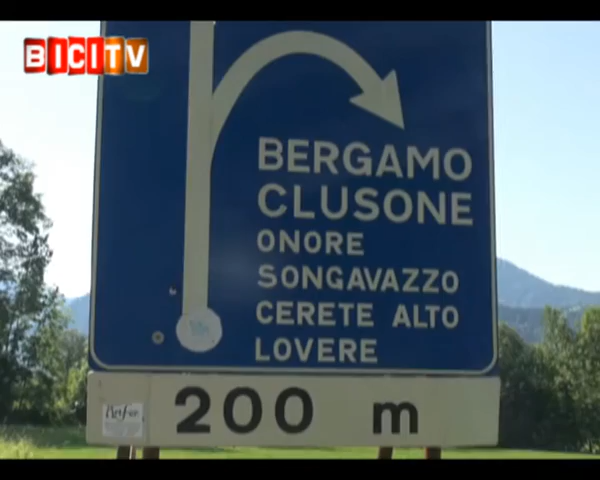 BICITV
BERGAMO
CLUSONE
ONORE
SONGAVAZZO
CERETE ALTO
LOVERE
200 m